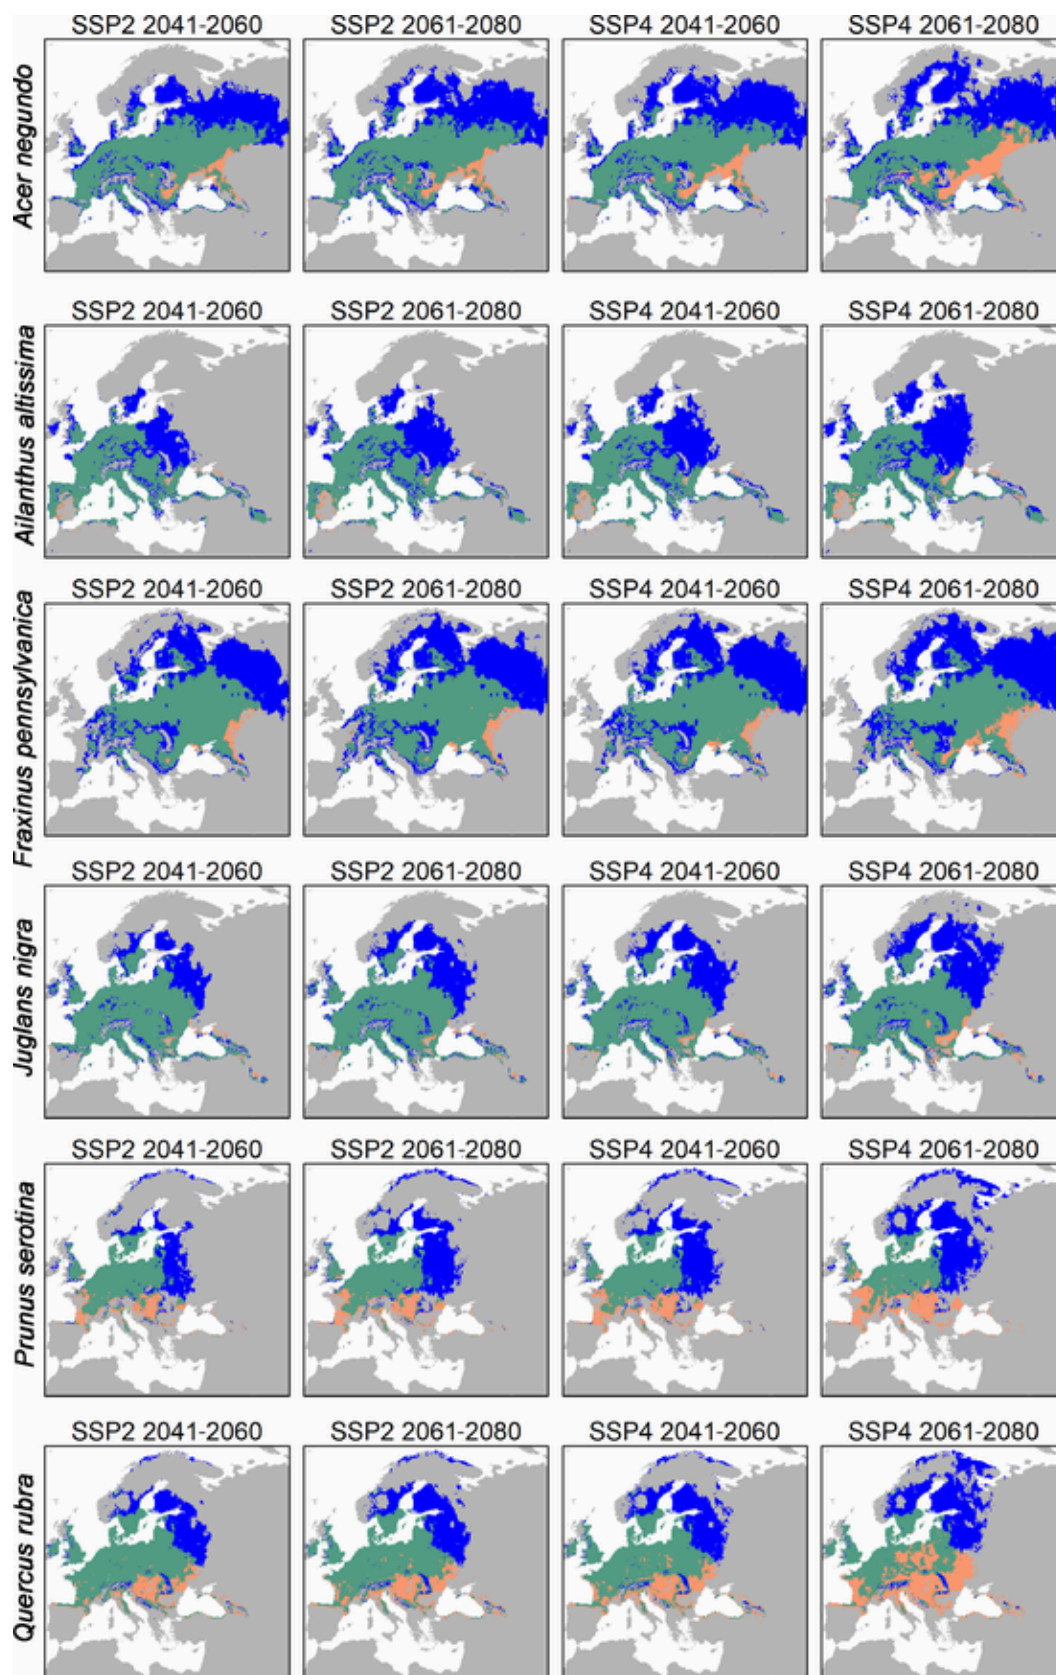 SSP2 2041-2060 SSP2 2061-2080 SSP4 2041-2060 SSP4 2061-2080
Acer negundo
SSP2 2041-2060 SSP2 2061-2080 SSP4 2041-2060 SSP4 2061-2080
Ailanthus altissima
SSP2 2041-2060 SSP2 2061-2080 SSP4 2041-2060 SSP4 2061-2080
Fraxinus pennsylvanica
SSP2 2041-2060 SSP2 2061-2080 SSP4 2041-2060 SSP4 2061-2080
Juglans nigra
SSP2 2041-2060 SSP2 2061-2080 SSP4 2041-2060 SSP4 2061-2080
Prunus serotina
SSP2 2041-2060 SSP2 2061-2080 SSP4 2041-2060 SSP4 2061-2080
Quercus rubra